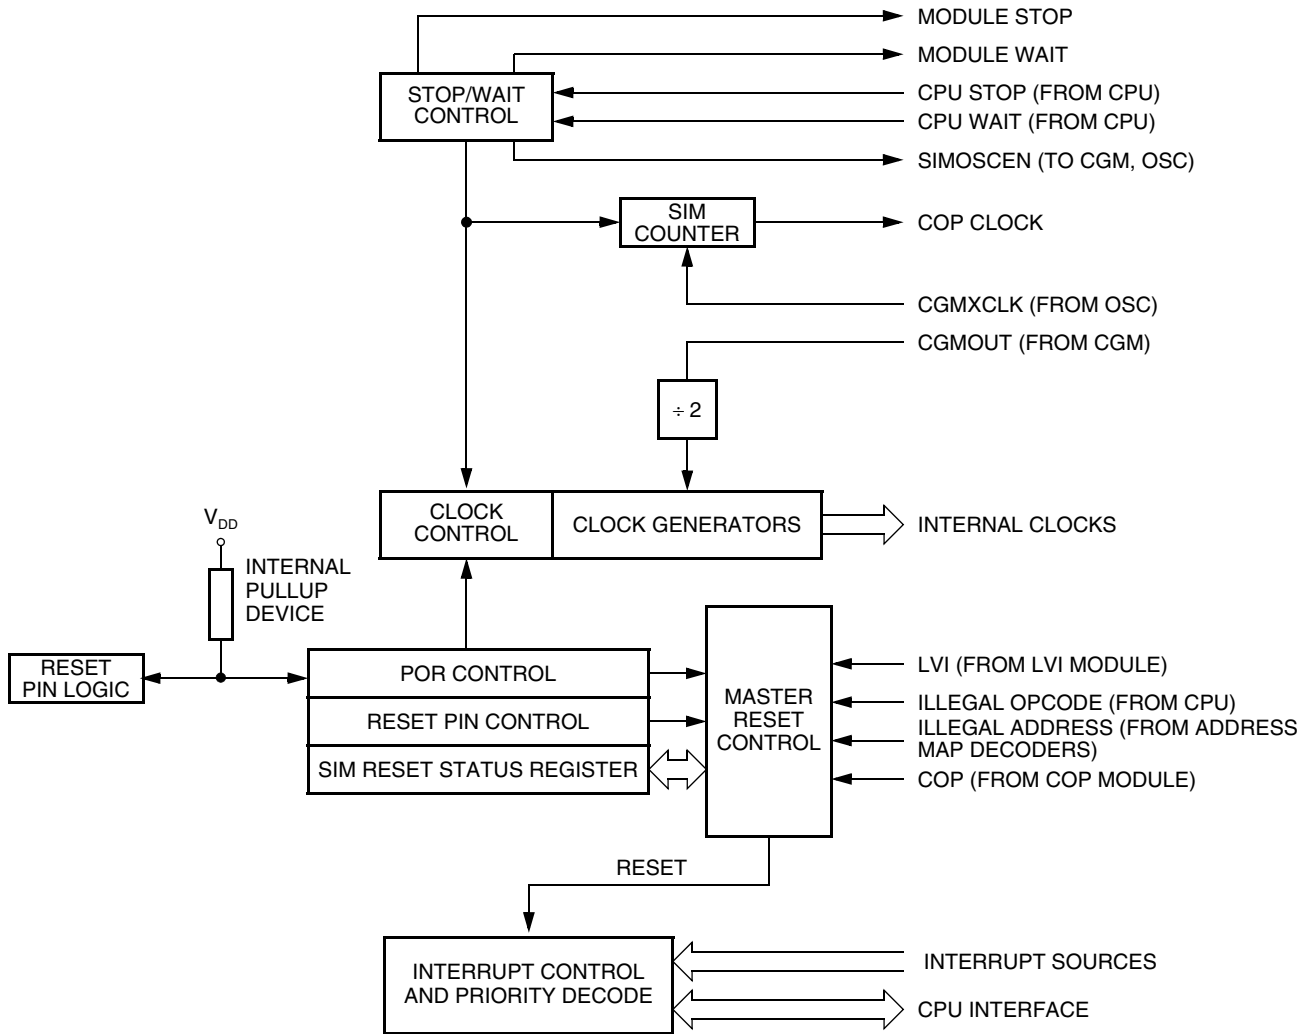 MODULE STOP
MODULE WAIT
STOP/WAIT
CONTROL
CPU STOP (FROM CPU)
CPU WAIT (FROM CPU)
SIMOSCEN (TO CGM, OSC)
SIM
COUNTER
COP CLOCK
CGMXCLK (FROM OSC)
CGMOUT (FROM CGM)
÷ 2
CLOCK
CONTROL
CLOCK GENERATORS
INTERNAL CLOCKS
VDD
INTERNAL
PULLUP
DEVICE
RESET
PIN LOGIC
POR CONTROL
RESET PIN CONTROL
SIM RESET STATUS REGISTER
MASTER
RESET
CONTROL
LVI (FROM LVI MODULE)
ILLEGAL OPCODE (FROM CPU)
ILLEGAL ADDRESS (FROM ADDRESS
MAP DECODERS)
COP (FROM COP MODULE)
RESET
INTERRUPT CONTROL
AND PRIORITY DECODE
INTERRUPT SOURCES
CPU INTERFACE